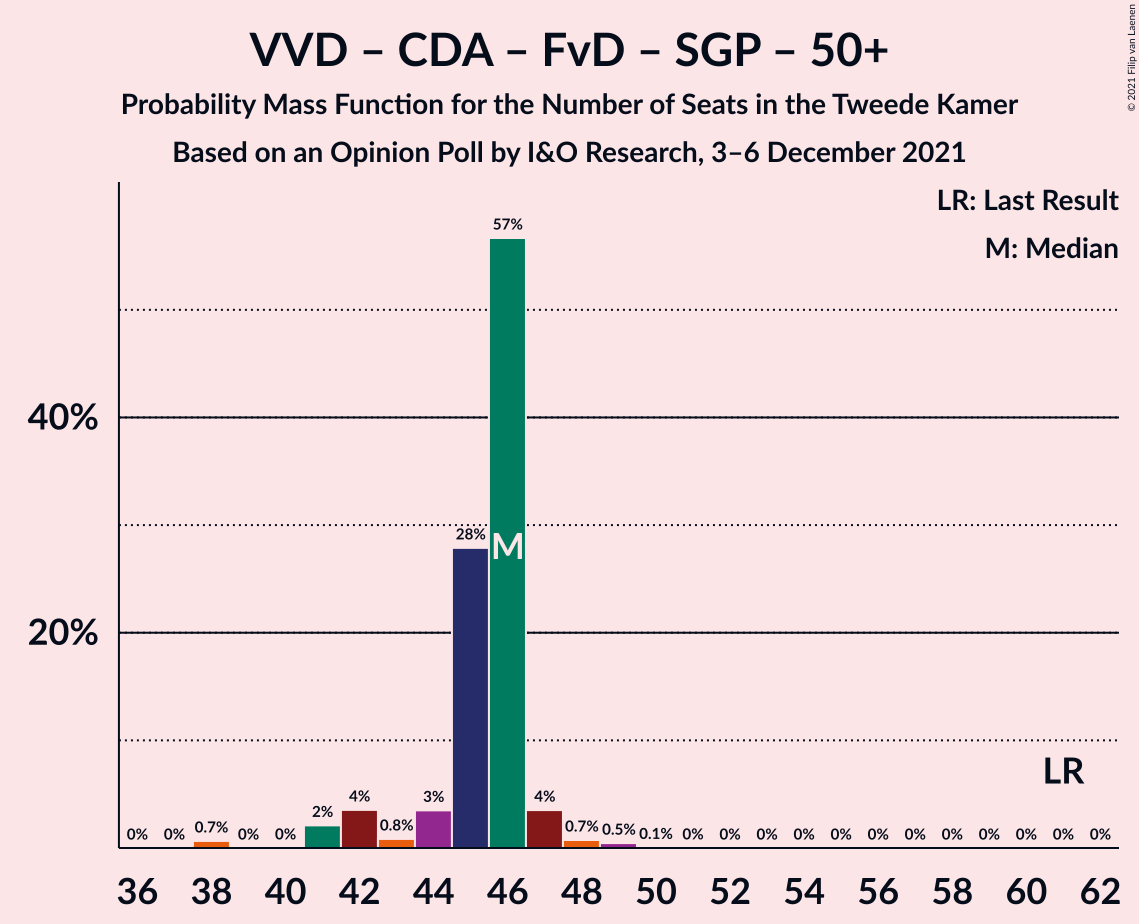 VVD – CDA – FvD – SGP – 50+
Probability Mass Function for the Number of Seats in the Tweede Kamer
Based on an Opinion Poll by I&O Research, 3–6 December 2021
© 2021 Filip van Laenen
LR: Last Result
M: Median
57%
40%
28%
M
20%
LR
0% 0% 0.7% 0% 0% 2% 4% 0.8% 3% 4% 0.7% 0.5% 0.1% 0% 0% 0% 0% 0% 0% 0% 0% 0% 0% 0% 0%
36 38 40 42 44 46 48 50 52 54 56 58 60 62